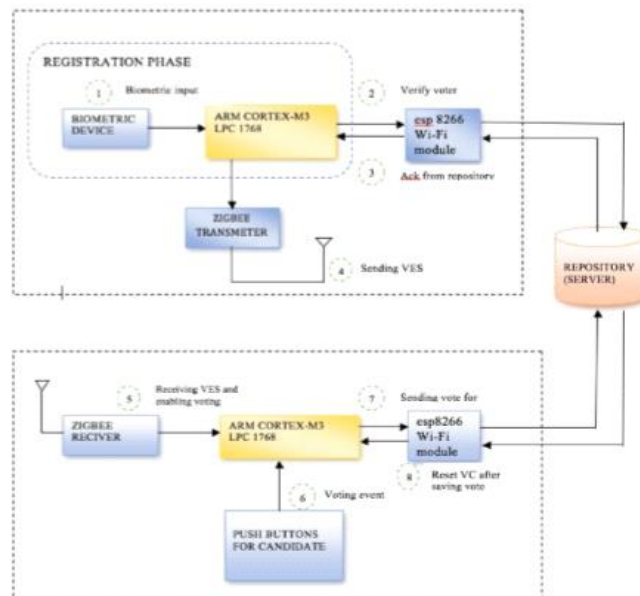 REGISTRATION PHASE
1
Biometric input
2
Verify voter
BIOMETRIC
DEVICE
ARM CORTEX-M3
LPC 1768
esp 8266
Wi-Fi
module
3
Ack from repository
ZIGBEE
TRANSMETER
4
Sending VES
REPOSITORY
(SERVER)
5
Receiving VES and
enabling voting
7
Sending vote for
ZIGBEE
RECIVER
ARM CORTEX-M3
LPC 1768
esp8266
Wi-Fi
module
8
Reset VC after
saving vote
6
Voting event
PUSH BUTTONS
FOR CANDIDATE